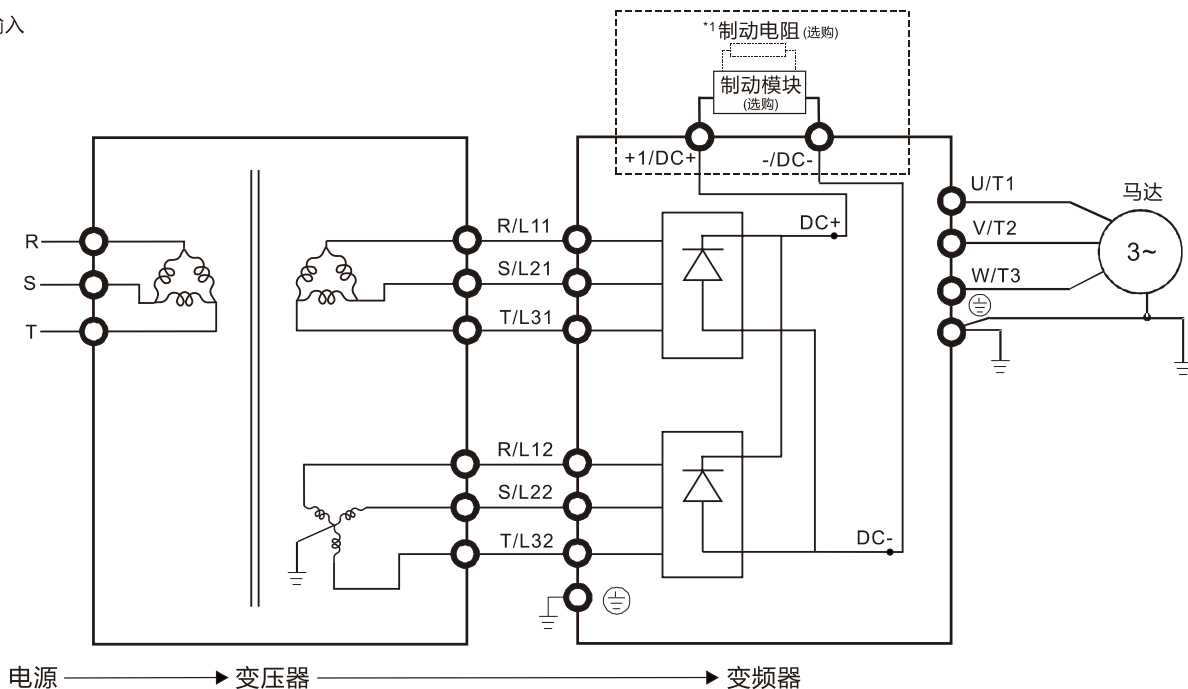 输入
*1制动电阻(选购)
制动模块
(选购)
+1/DC+
-/DC-
R
S
T
R/L11
S/L21
T/L31
R/L12
S/L22
T/L32
DC+
DC-
U/T1
V/T2
W/T3
马达
3~
电源
变压器
变频器